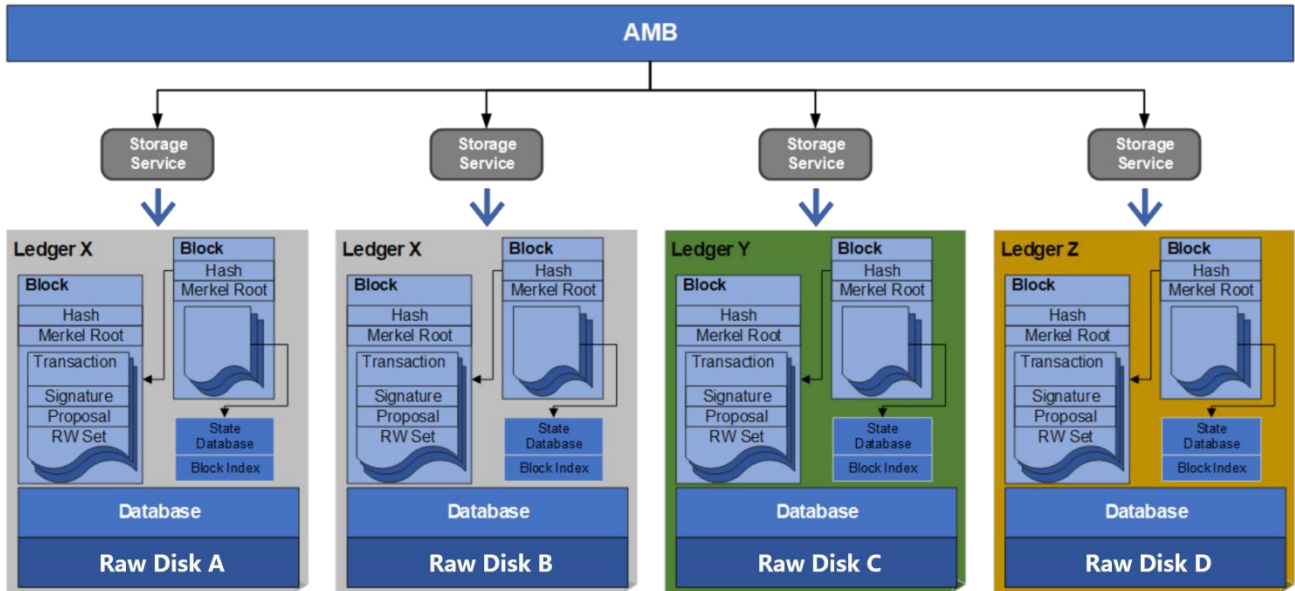 AMB
Storage
Service
Storage
Service
Storage
Service
Storage
Service
Ledger X
Block
Hash
Merkel Root
Block
Hash
Merkel Root
Transaction
Signature
Proposal
RW Set
State
Database
Block Index
Database
Raw Disk A
Ledger X
Block
Hash
Merkel Root
Block
Hash
Merkel Root
Transaction
Signature
Proposal
RW Set
State
Database
Block Index
Database
Raw Disk B
Ledger Y
Block
Hash
Merkel Root
Block
Hash
Merkel Root
Transaction
Signature
Proposal
RW Set
State
Database
Block Index
Database
Raw Disk C
Ledger Z
Block
Hash
Merkel Root
Block
Hash
Merkel Root
Transaction
Signature
Proposal
RW Set
State
Database
Block Index
Database
Raw Disk D